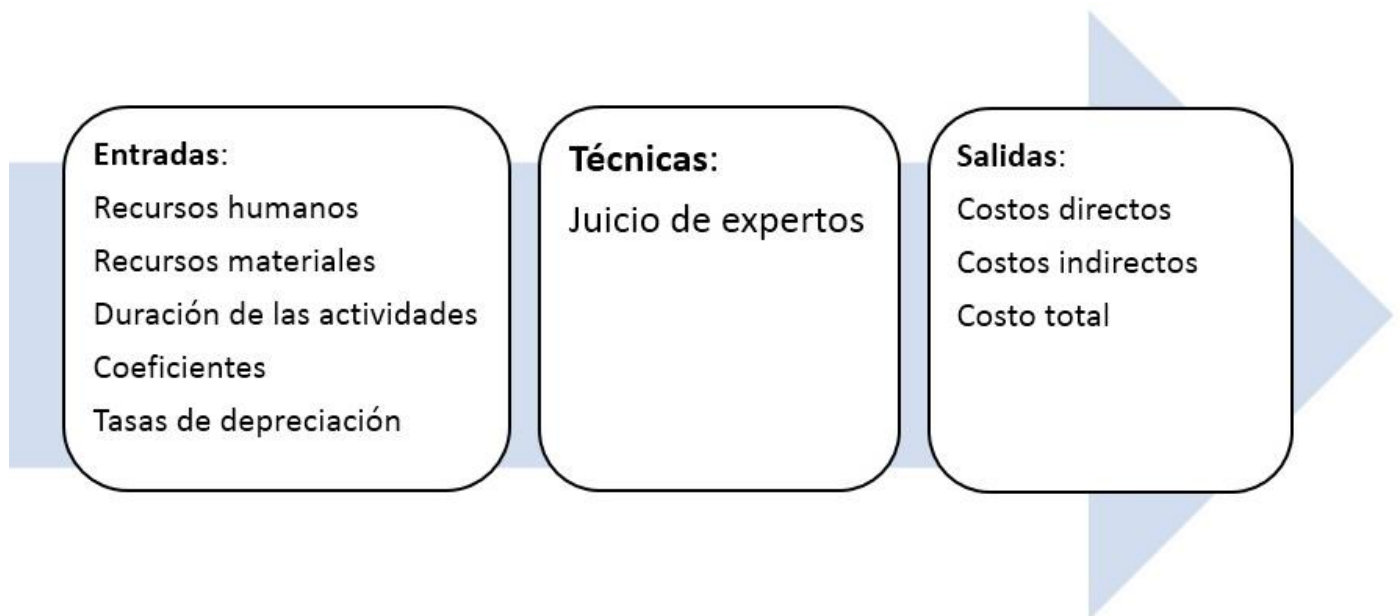 Entradas:
Recursos humanos
Recursos materiales
Duración de las actividades
Coeficientes
Tasas de depreciación
Técnicas:
Juicio de expertos
Salidas:
Costos directos
Costos indirectos
Costo total